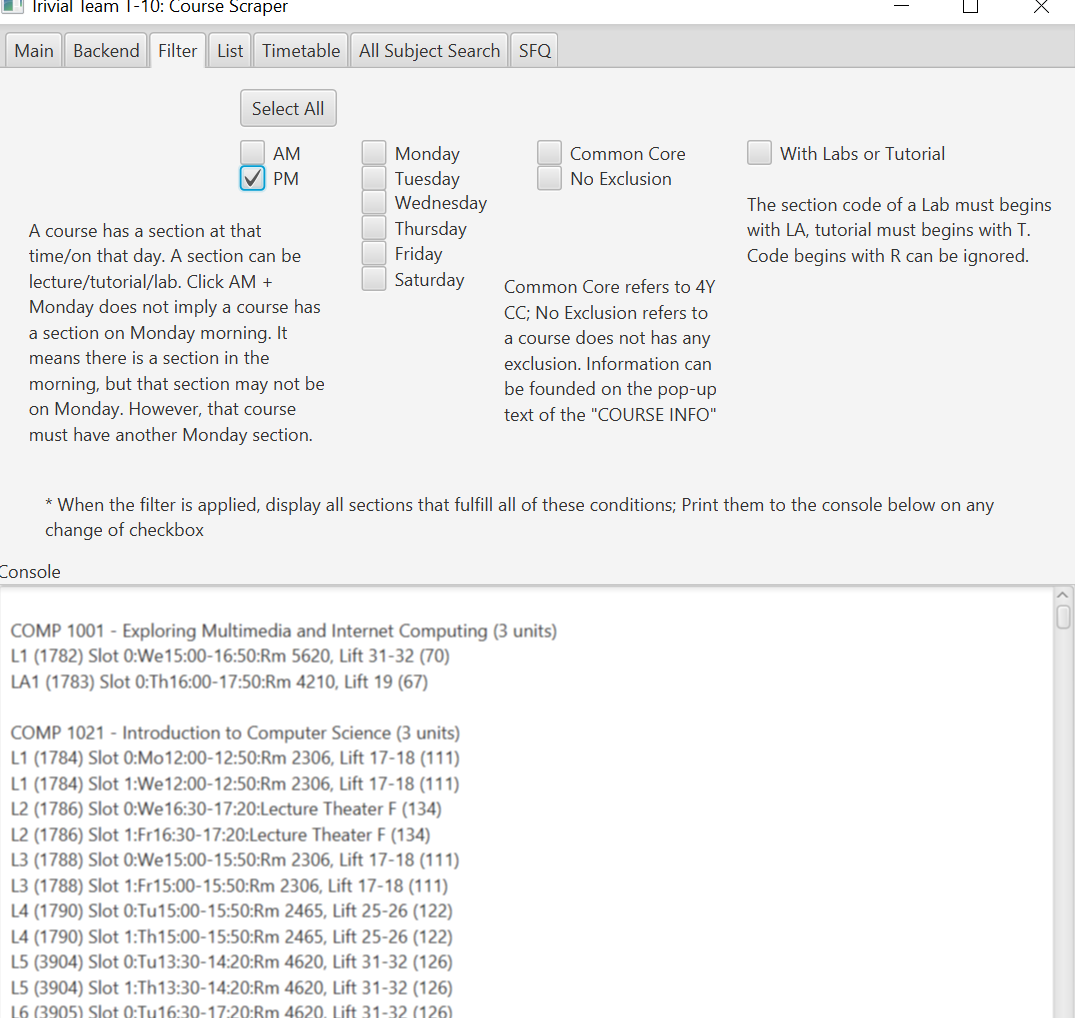 Trivial Team T-10: Course Scraper
Main Backend Filter List Timetable All Subject Search SFQ
Select All
AM
PM
Monday
Tuesday
Wednesday
Thursday
Friday
Saturday
Common Core
No Exclusion
With Labs or Tutorial
A course has a section at that
time/on that day. A section can be
lecture/tutorial/lab. Click AM +
Monday does not imply a course has
a section on Monday morning. It
means there is a section in the
morning, but that section may not be
on Monday. However, that course
must have another Monday section.
Common Core refers to 4Y
CC; No Exclusion refers to
a course does not has any
exclusion. Information can
be founded on the pop-up
text of the "COURSE INFO"
The section code of a Lab must begins
with LA, tutorial must begins with T.
Code begins with R can be ignored.
* When the filter is applied, display all sections that fulfill all of these conditions; Print them to the console below on any
change of checkbox
Console
COMP 1001 - Exploring Multimedia and Internet Computing (3 units)
L1 (1782) Slot 0:We15:00-16:50:Rm 5620, Lift 31-32 (70)
LA1 (1783) Slot 0:Th16:00-17:50:Rm 4210, Lift 19 (67)
COMP 1021 - Introduction to Computer Science (3 units)
L1 (1784) Slot 0:Mo12:00-12:50:Rm 2306, Lift 17-18 (111)
L1 (1784) Slot 1:We12:00-12:50:Rm 2306, Lift 17-18 (111)
L2 (1786) Slot 0:We16:30-17:20:Lecture Theater F (134)
L2 (1786) Slot 1:Fr16:30-17:20:Lecture Theater F (134)
L3 (1788) Slot 0:We15:00-15:50:Rm 2306, Lift 17-18 (111)
L3 (1788) Slot 1:Fr15:00-15:50:Rm 2306, Lift 17-18 (111)
L4 (1790) Slot 0:Tu15:00-15:50:Rm 2465, Lift 25-26 (122)
L4 (1790) Slot 1:Th15:00-15:50:Rm 2465, Lift 25-26 (122)
L5 (3904) Slot 0:Tu13:30-14:20:Rm 4620, Lift 31-32 (126)
L5 (3904) Slot 1:Th13:30-14:20:Rm 4620, Lift 31-32 (126)
L6 (3905) Slot 0:Tu16:30-17:20:Rm 4620, Lift 31-32 (126)